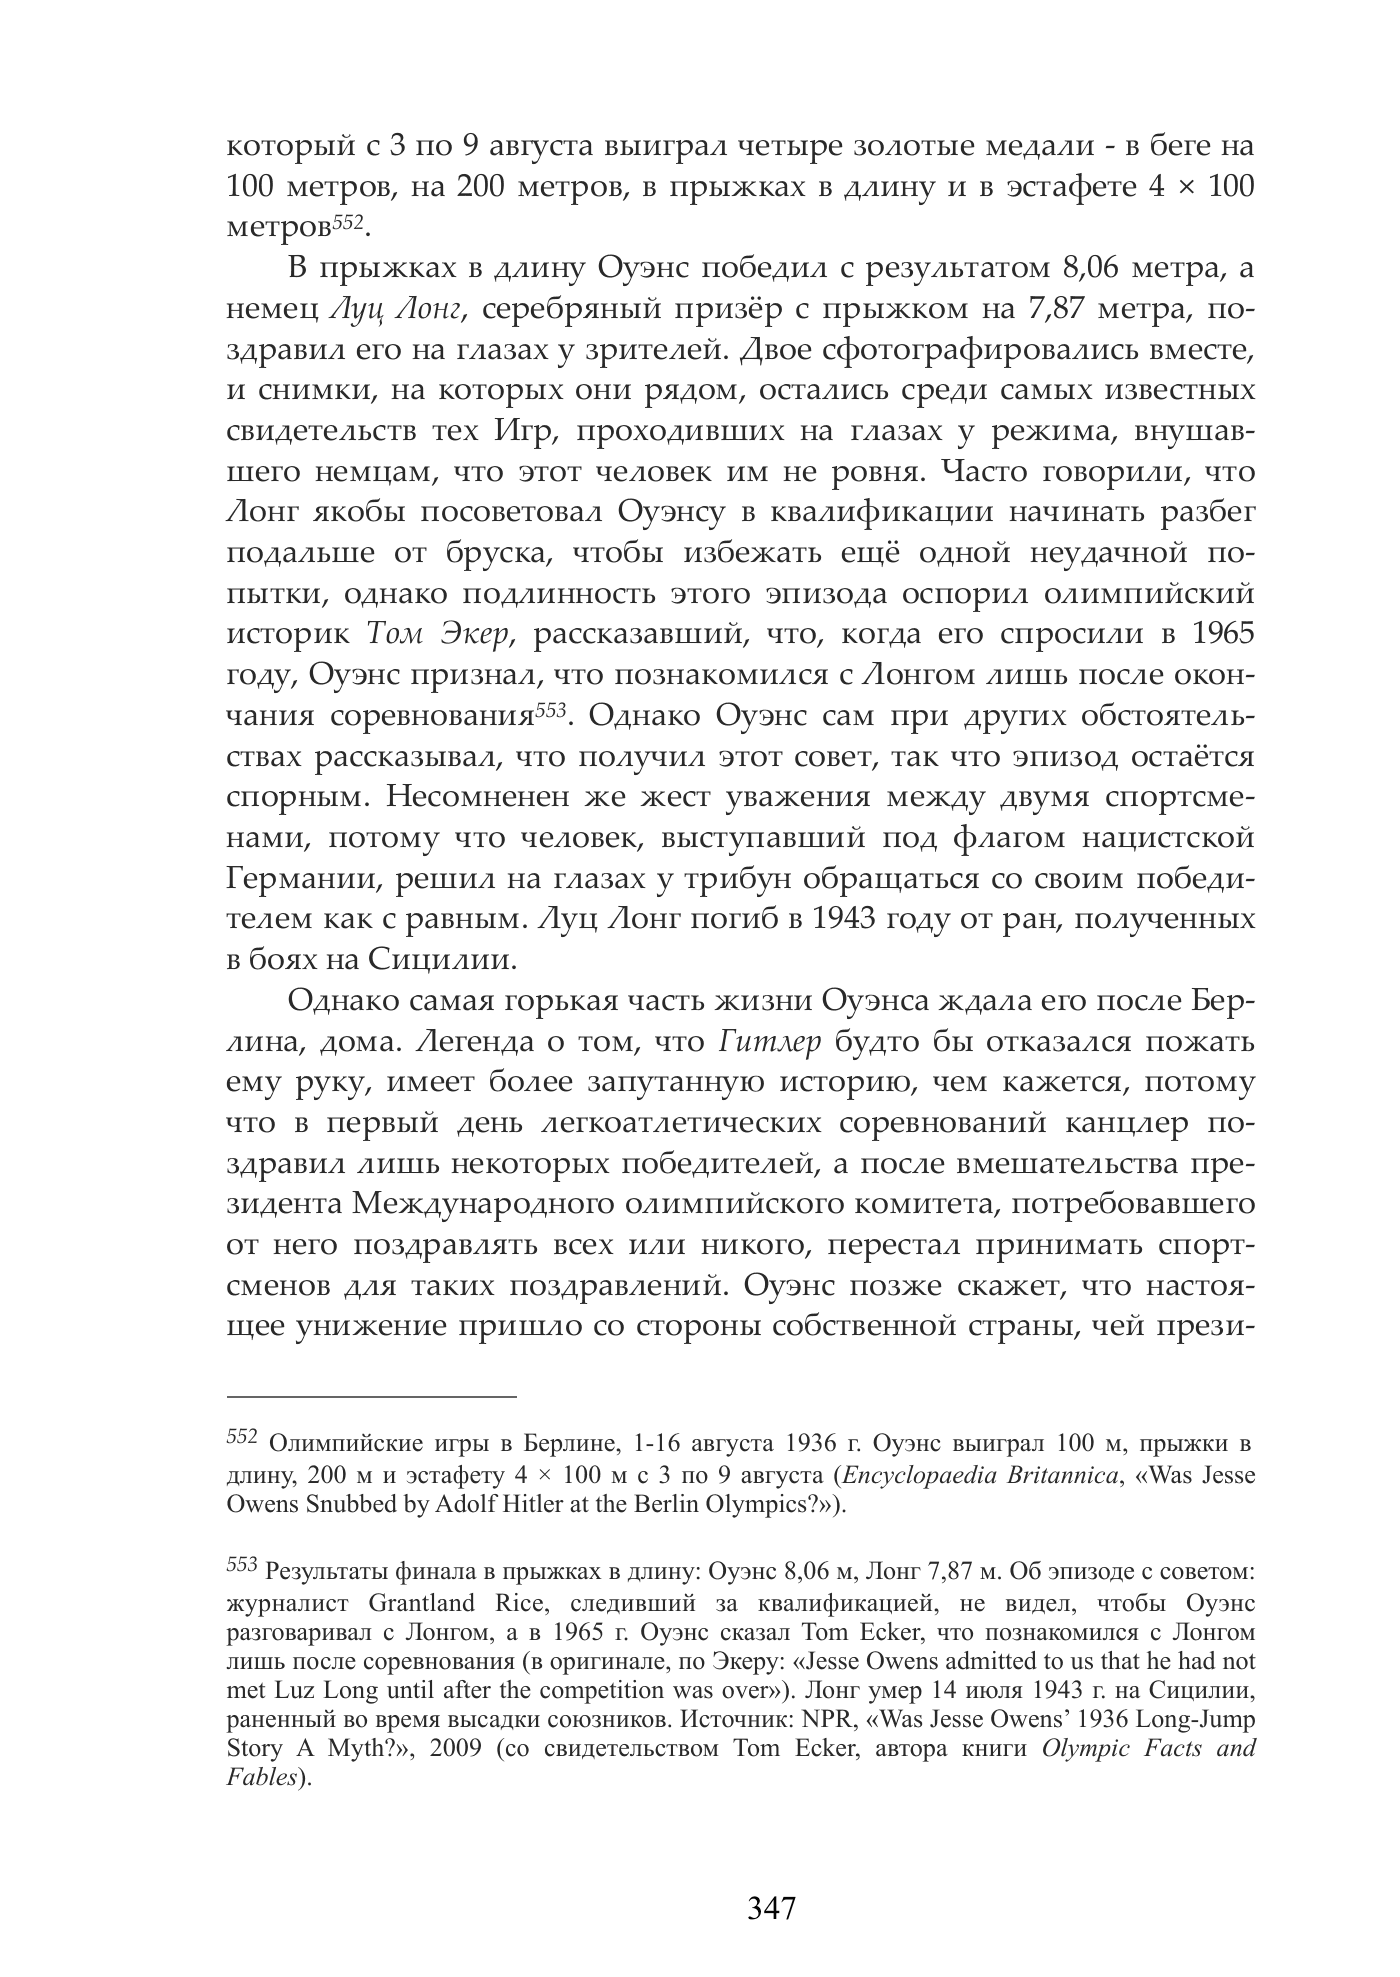 который с 3 по 9 августа выиграл четыре золотые медали - в беге на
100 метров, на 200 метров, в прыжках в длину и в эстафете 4 × 100
метров552.
В прыжках в длину Оуэнс победил с результатом 8,06 метра, а
немец Луц Лонг, серебряный призёр с прыжком на 7,87 метра, по-
здравил его на глазах у зрителей. Двое сфотографировались вместе,
и снимки, на которых они рядом, остались среди самых известных
свидетельств тех Игр, проходивших на глазах у режима, внушав-
шего немцам, что этот человек им не ровня. Часто говорили, что
Лонг якобы посоветовал Оуэнсу в квалификации начинать разбег
подальше от бруска, чтобы избежать ещё одной неудачной по-
пытки, однако подлинность этого эпизода оспорил олимпийский
историк Том Экер, рассказавший, что, когда его спросили в 1965
году, Оуэнс признал, что познакомился с Лонгом лишь после окон-
чания соревнования553. Однако Оуэнс сам при других обстоятель-
ствах рассказывал, что получил этот совет, так что эпизод остаётся
спорным. Несомненен же жест уважения между двумя спортсме-
нами, потому что человек, выступавший под флагом нацистской
Германии, решил на глазах у трибун обращаться со своим победи-
телем как с равным. Луц Лонг погиб в 1943 году от ран, полученных
в боях на Сицилии.
Однако самая горькая часть жизни Оуэнса ждала его после Бер-
лина, дома. Легенда о том, что Гитлер будто бы отказался пожать
ему руку, имеет более запутанную историю, чем кажется, потому
что в первый день легкоатлетических соревнований канцлер по-
здравил лишь некоторых победителей, а после вмешательства пре-
зидента Международного олимпийского комитета, потребовавшего
от него поздравлять всех или никого, перестал принимать спорт-
сменов для таких поздравлений. Оуэнс позже скажет, что настоя-
щее унижение пришло со стороны собственной страны, чей прези-
552 Олимпийские игры в Берлине, 1-16 августа 1936 г. Оуэнс выиграл 100 м, прыжки в
длину, 200 м и эстафету 4 × 100 м с 3 по 9 августа (Encyclopaedia Britannica, «Was Jesse
Owens Snubbed by Adolf Hitler at the Berlin Olympics?»).
553 Результаты финала в прыжках в длину: Оуэнс 8,06 м, Лонг 7,87 м. Об эпизоде с советом:
журналист Grantland Rice, следивший за квалификацией, не видел, чтобы Оуэнс
разговаривал с Лонгом, а в 1965 г. Оуэнс сказал Tom Ecker, что познакомился с Лонгом
лишь после соревнования (в оригинале, по Экеру: «Jesse Owens admitted to us that he had not
met Luz Long until after the competition was over»). Лонг умер 14 июля 1943 г. на Сицилии,
раненный во время высадки союзников. Источник: NPR, «Was Jesse Owens’ 1936 Long-Jump
Story A Myth?», 2009 (со свидетельством Tom Ecker, автора книги Olympic Facts and
Fables).
347